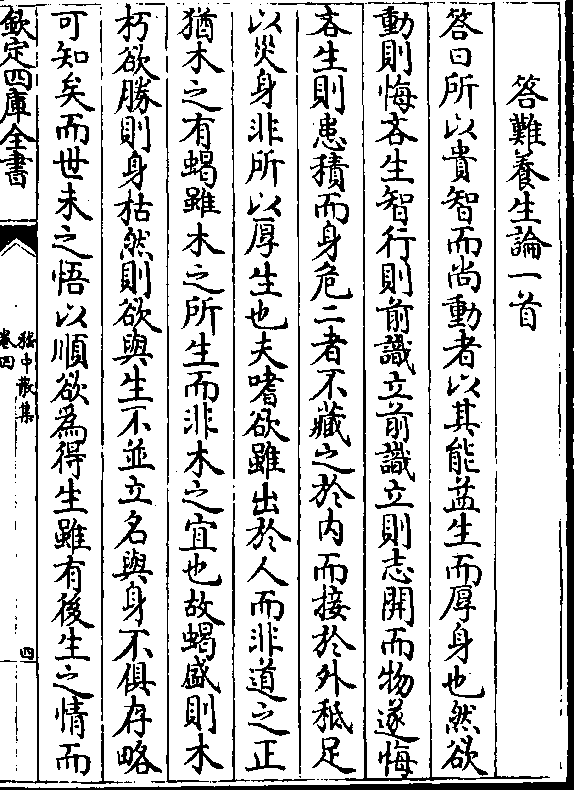 答難養生論一首
答曰所以貴智而尚動者以其能益生而厚身也然欲
動則悔吝生智行則前識立前識立則志開而物遂悔
吝生則患積而身危二者不藏之於內而接於外秪足
以災身非所以厚生也夫嗜欲雖出於人而非道之正
猶木之有蝎雖木之所生而非木之宜也故蝎盛則木
朽欲勝則身枯然則欲與生不並立名與身不俱存略
可知矣而世未之悟以順欲為得生雖有後生之情而
欽定四庫全書
嵇中散集
卷四
四